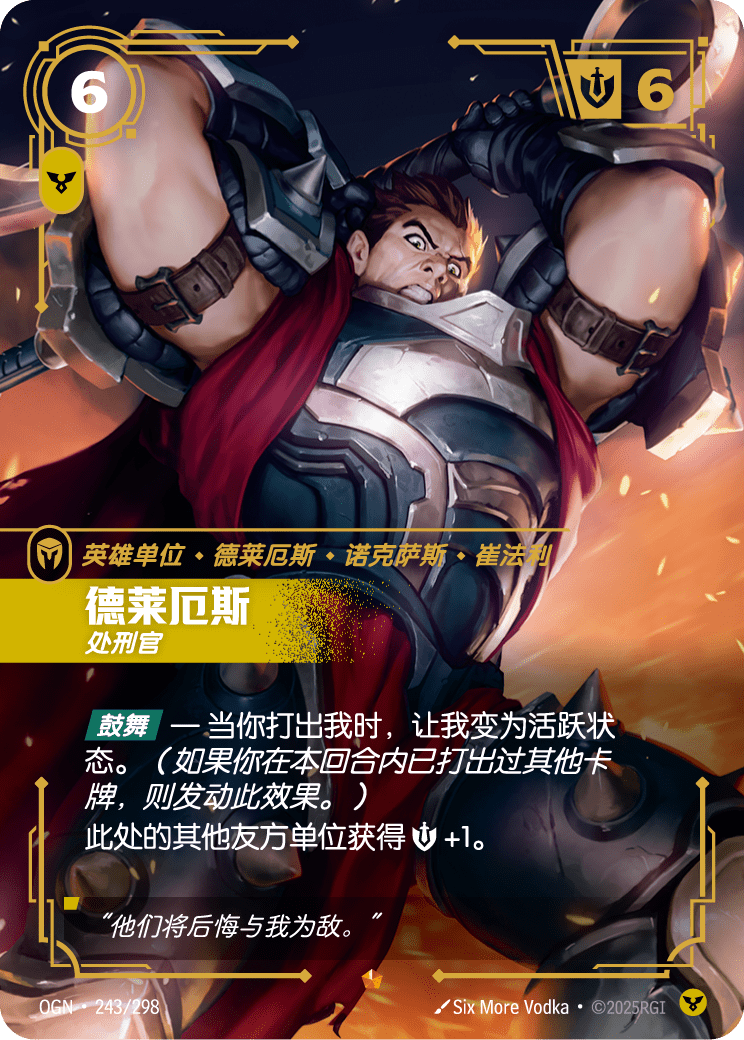 6
6
英雄单位 • 德莱厄斯 • 诺克萨斯 • 崔法利
德莱厄斯
处刑官
鼓舞 — 当你打出我时，让我变为活跃状
态。（如果你在本回合内已打出过其他卡
牌，则发动此效果。）
此处的其他友方单位获得 +1。
“他们将后悔与我为敌。”
OGN • 243/298 Six More Vodka • ©2025RGI